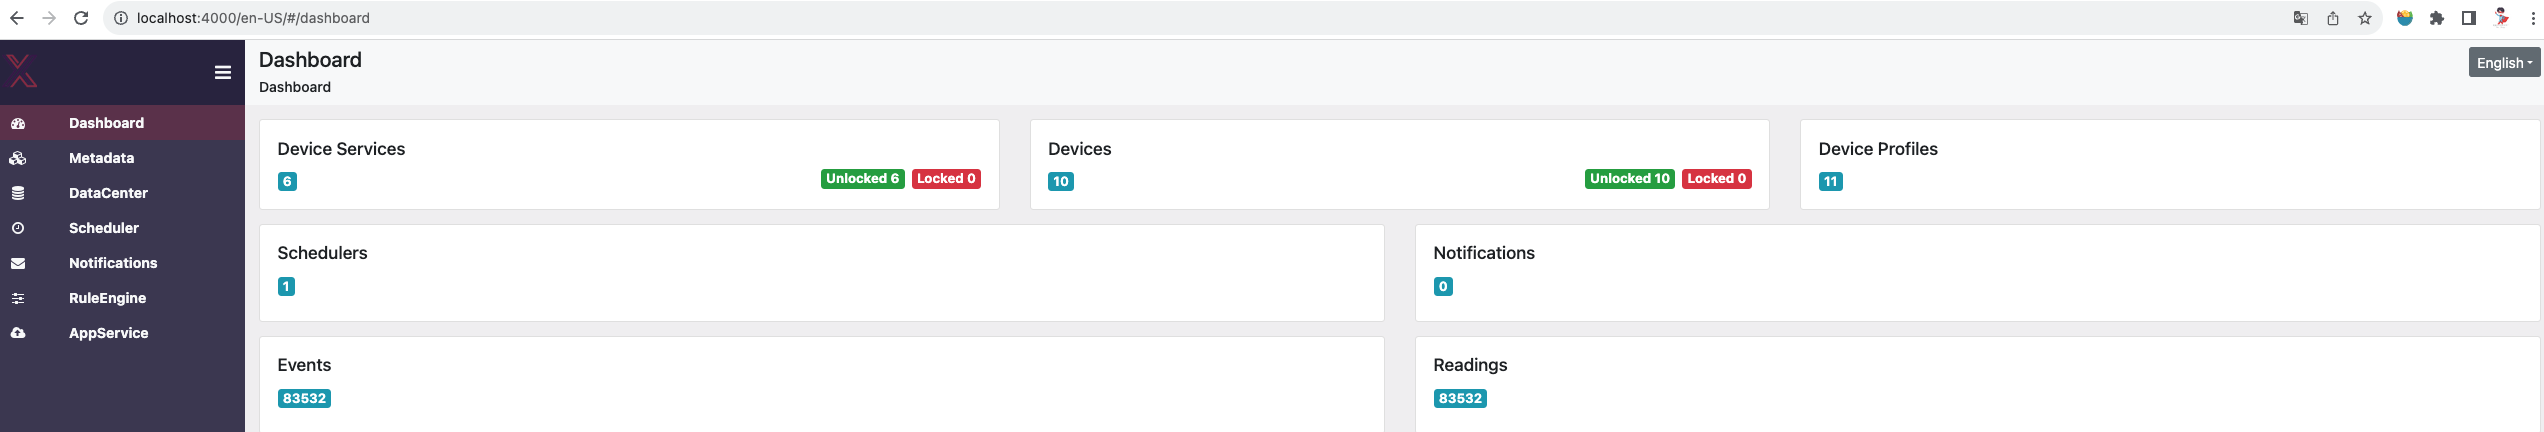 localhost:4000/en-US/#/dashboard
Dashboard
Dashboard
English
Dashboard
Metadata
DataCenter
Scheduler
Notifications
RuleEngine
AppService
Device Services
6
Unlocked 6 Locked 0
Devices
10
Unlocked 10 Locked 0
Device Profiles
11
Schedulers
1
Notifications
0
Events
83532
Readings
83532